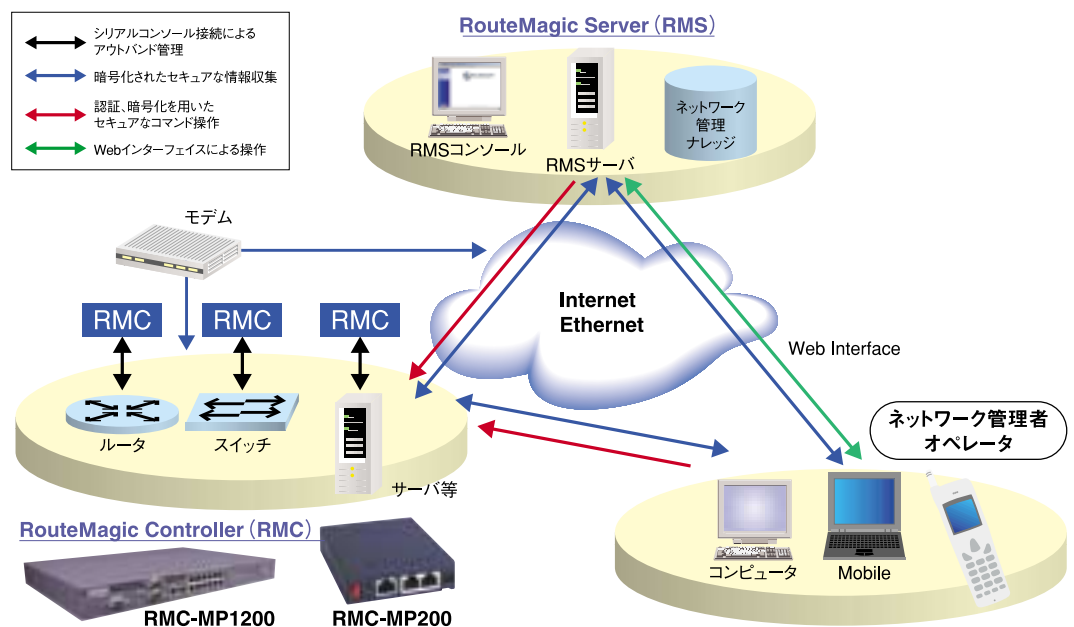 RouteMagic Server（RMS）
シリアルコンソール接続による
アウトバンド管理
暗号化されたセキュアな情報収集
認証、暗号化を用いた
セキュアなコマンド操作
Webインターフェイスによる操作
RMSコンソール
RMSサーバ
ネットワーク
管理
ナレッジ
モデム
RMC
RMC
RMC
Internet
Ethernet
Web Interface
ルータ
スイッチ
サーバ等
ネットワーク管理者
オペレータ
コンピュータ
Mobile
RouteMagic Controller（RMC）
RMC-MP1200
RMC-MP200